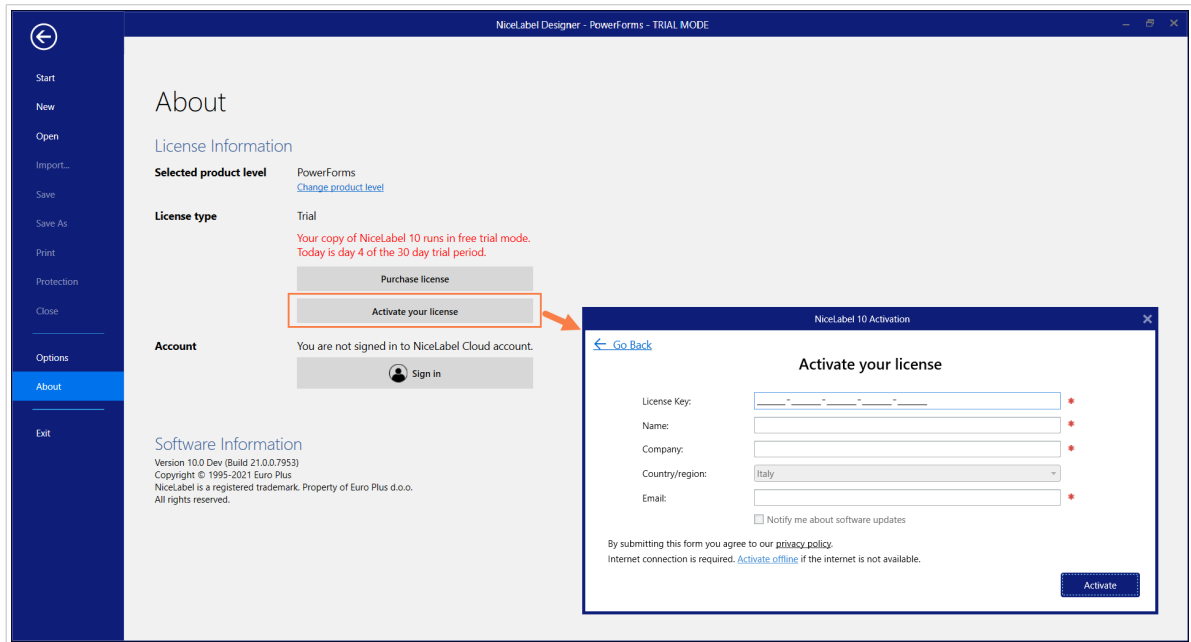 NiceLabel Designer - PowerForms - TRIAL MODE
Start
New
Open
Import...
Save
Save As
Print
Protection
Close
Options
About
Exit
About
License Information
Selected product level PowerForms
Change product level
License type Trial
Your copy of NiceLabel 10 runs in free trial mode.
Today is day 4 of the 30 day trial period.
Purchase license
Activate your license
Account You are not signed in to NiceLabel Cloud account.
Sign in
Software Information
Version 10.0 Dev (Build 21.0.0.7953)
Copyright © 1995-2021 Euro Plus
NiceLabel is a registered trademark. Property of Euro Plus d.o.o.
All rights reserved.
NiceLabel 10 Activation
Go Back
Activate your license
License Key: _____-_____-_____-_____-_____ *
Name: *
Company: *
Country/region: Italy
Email: *
Notify me about software updates
By submitting this form you agree to our privacy policy.
Internet connection is required. Activate offline if the internet is not available.
Activate